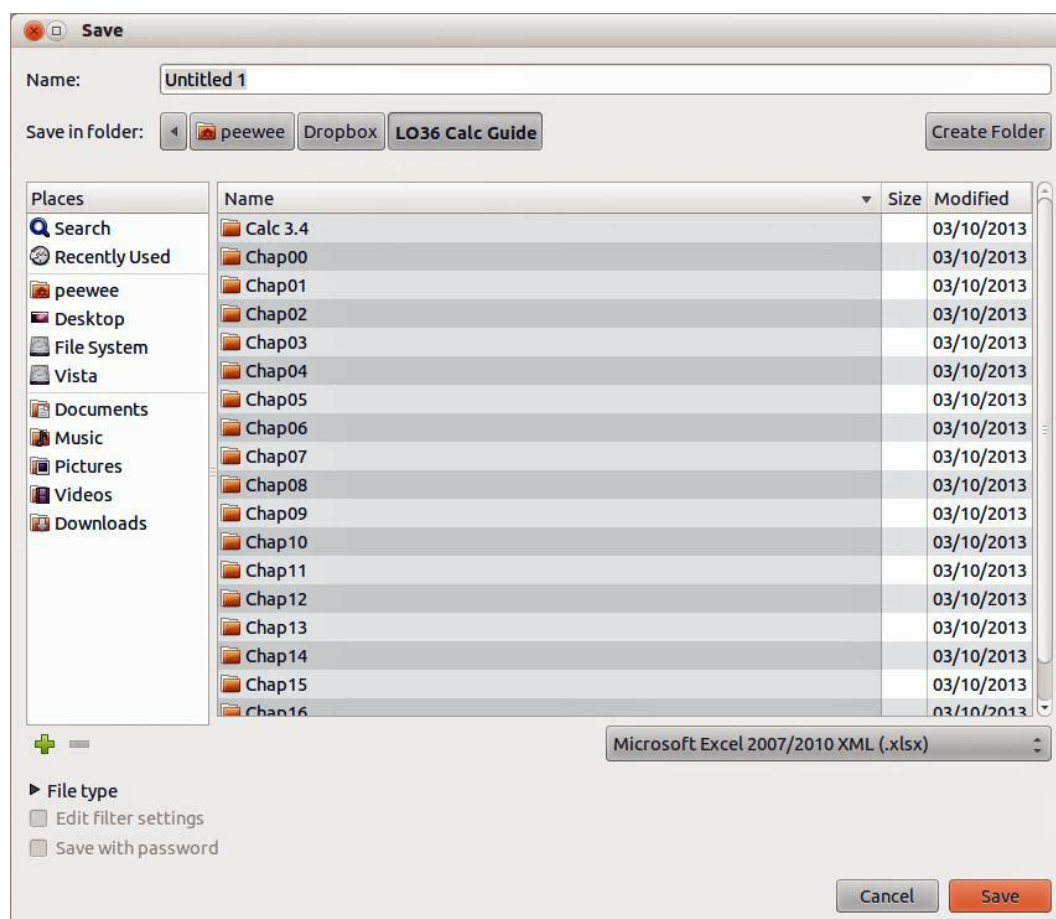 Save
Name: Untitled 1
Save in folder: peewee Dropbox LO36 Calc Guide Create Folder
Places
Search
Recently Used
peewee
Desktop
File System
Vista
Documents
Music
Pictures
Videos
Downloads
Name Size Modified
Calc 3.4 03/10/2013
Chap00 03/10/2013
Chap01 03/10/2013
Chap02 03/10/2013
Chap03 03/10/2013
Chap04 03/10/2013
Chap05 03/10/2013
Chap06 03/10/2013
Chap07 03/10/2013
Chap08 03/10/2013
Chap09 03/10/2013
Chap10 03/10/2013
Chap11 03/10/2013
Chap12 03/10/2013
Chap13 03/10/2013
Chap14 03/10/2013
Chap15 03/10/2013
Chap16 03/10/2013
Microsoft Excel 2007/2010 XML (.xlsx)
File type
Edit filter settings
Save with password
Cancel Save